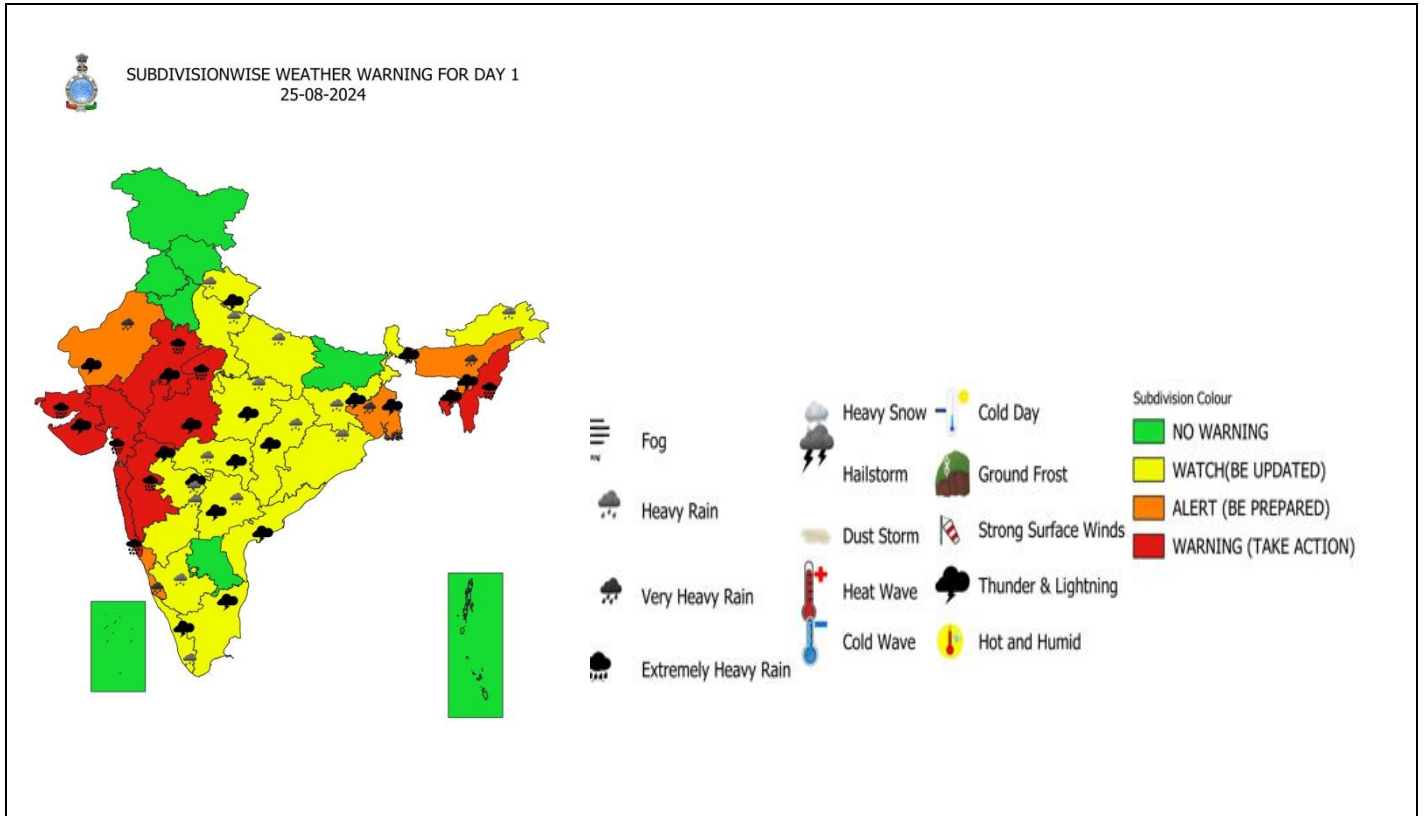 SUBDIVISIONWISE WEATHER WARNING FOR DAY 1
25-08-2024
Fog
Heavy Rain
Very Heavy Rain
Extremely Heavy Rain
Heavy Snow
Hailstorm
Dust Storm
Heat Wave
Cold Wave
Cold Day
Ground Frost
Strong Surface Winds
Thunder & Lightning
Hot and Humid
Subdivision Colour
NO WARNING
WATCH(BE UPDATED)
ALERT (BE PREPARED)
WARNING (TAKE ACTION)